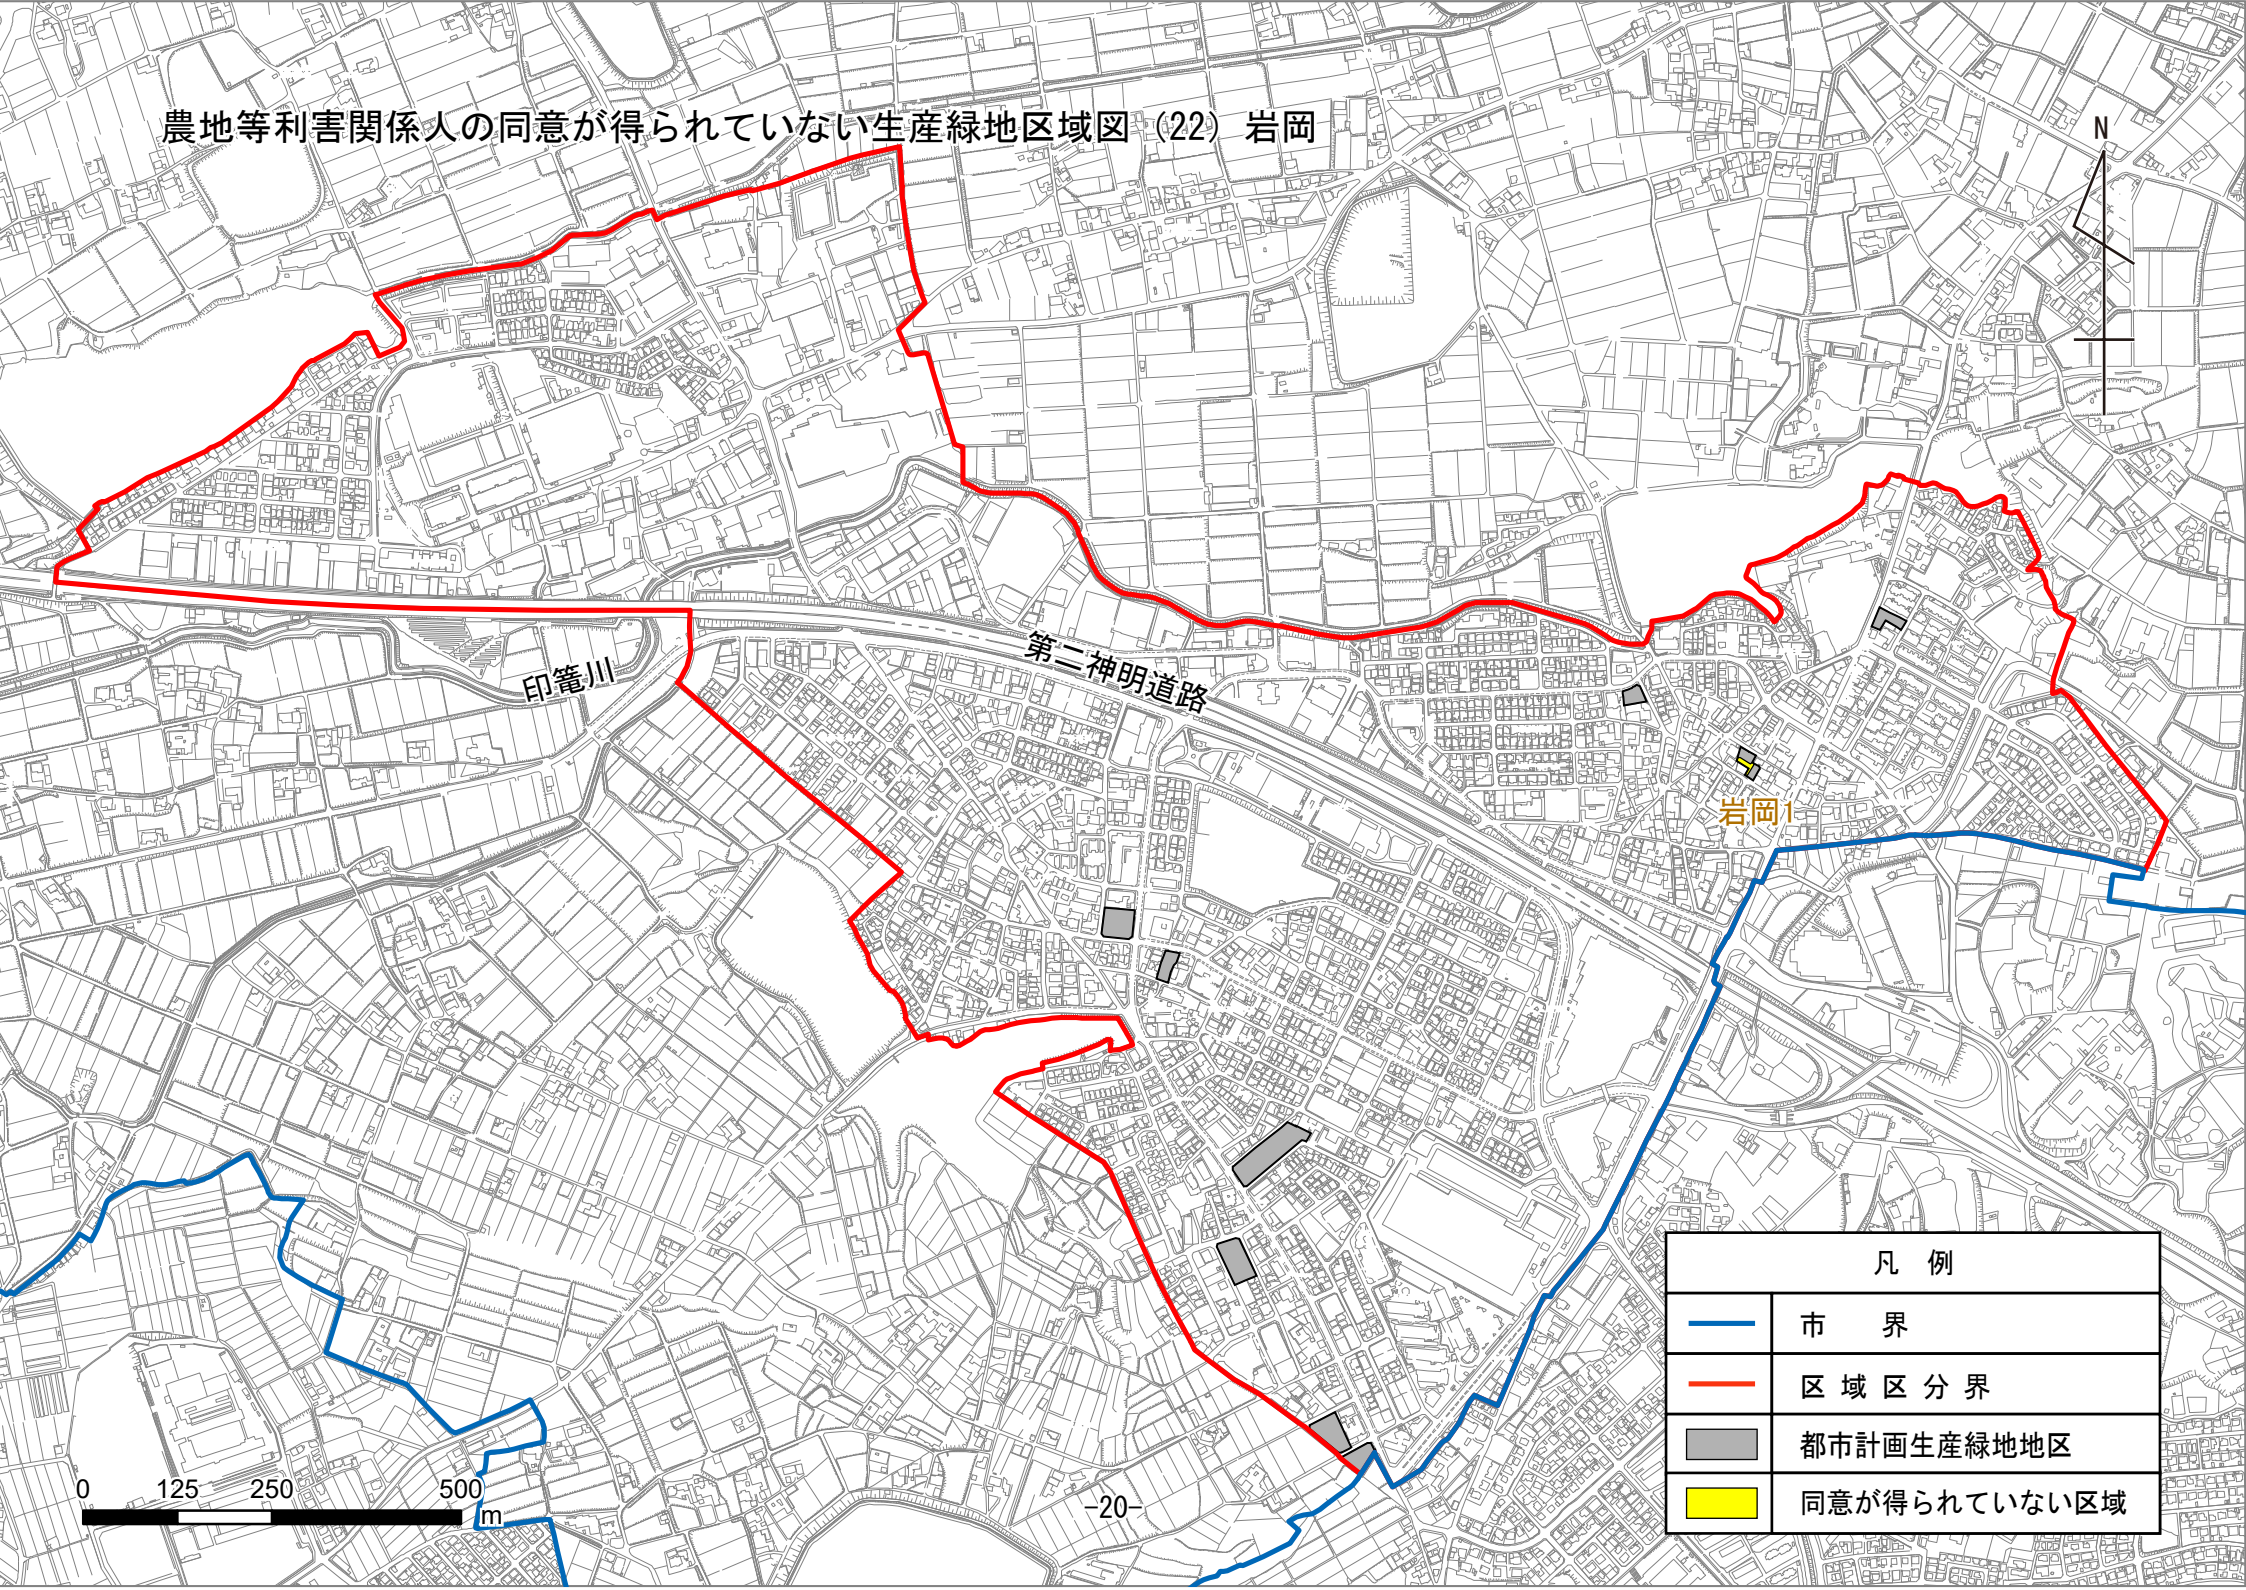 農地等利害関係人の同意が得られていない生産緑地区域図（22）岩岡
N
印篭川
第二神明道路
岩岡1
凡　例
市　　界
区 域 区 分 界
都市計画生産緑地地区
同意が得られていない区域
0 125 250 500
m
-20-